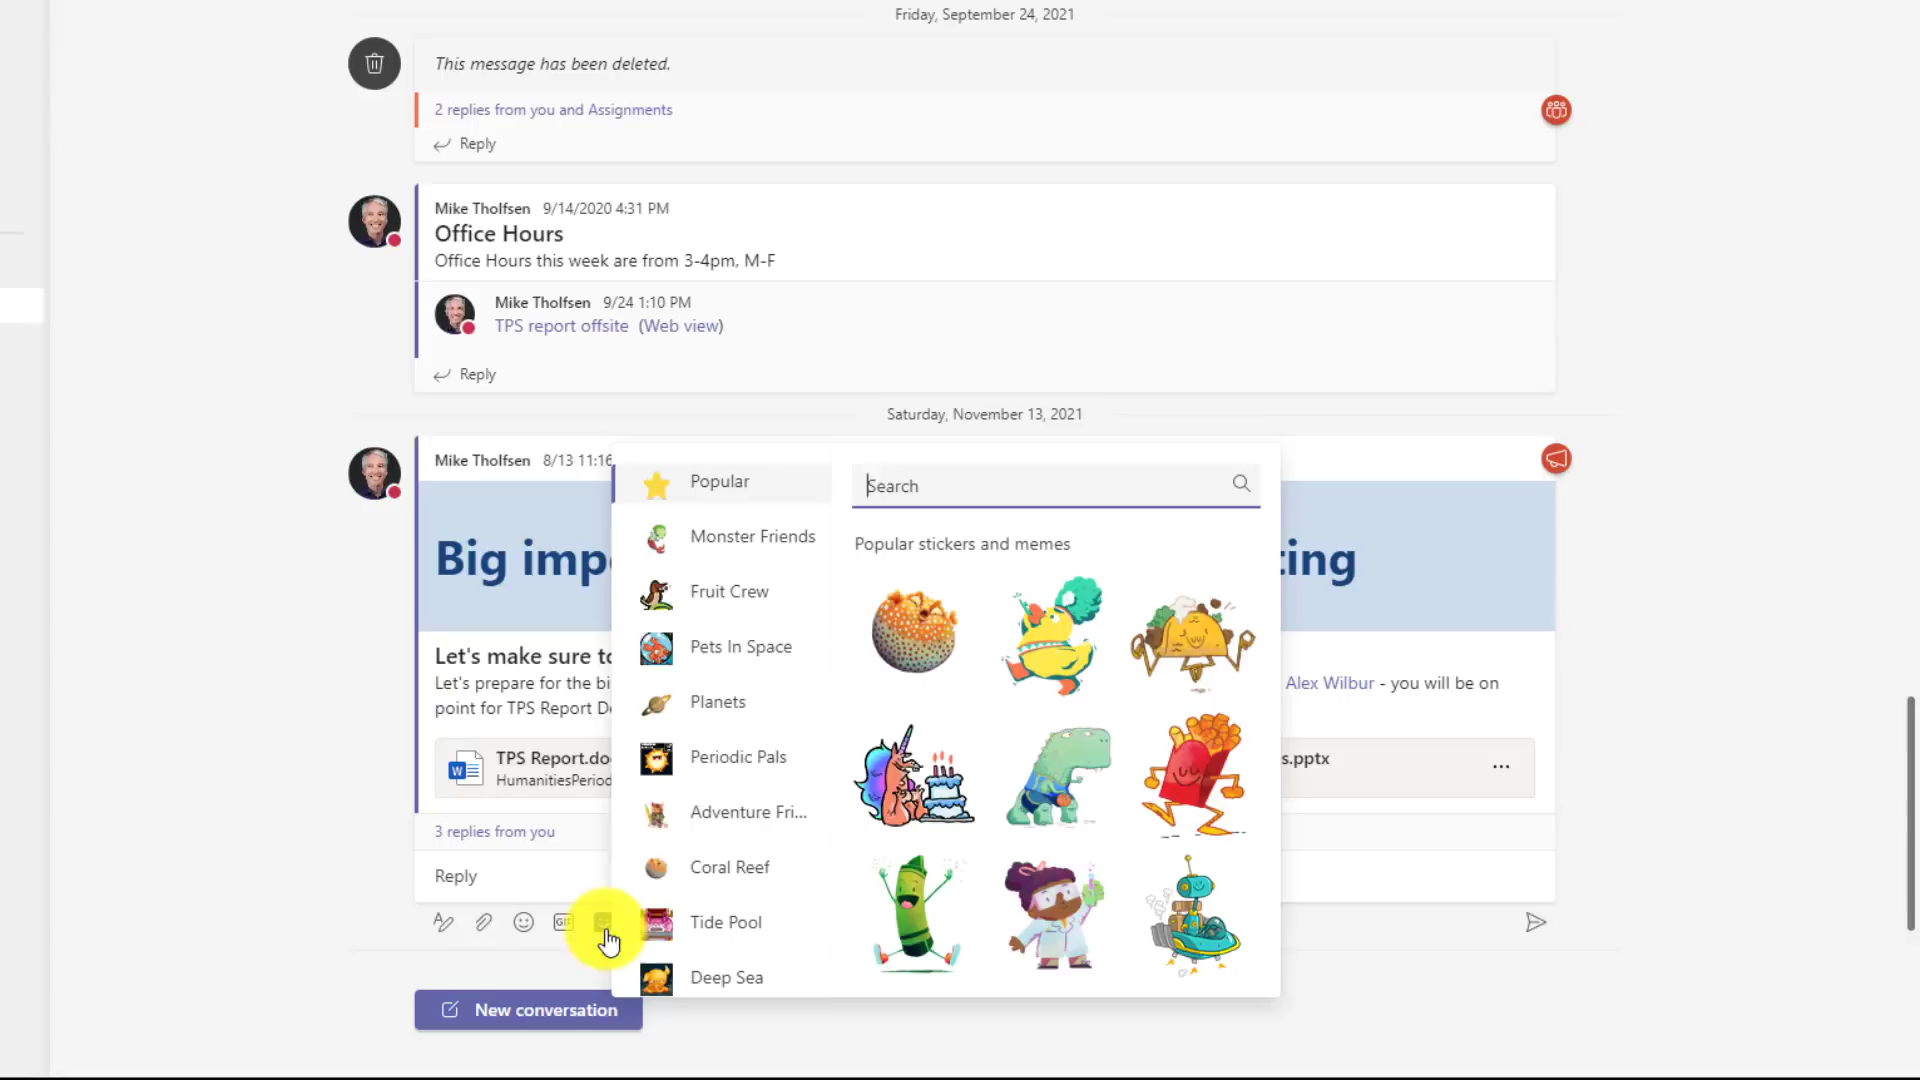 Friday, September 24, 2021
This message has been deleted.
2 replies from you and Assignments
Reply
Mike Tholfsen 9/14/2020 4:31 PM
Office Hours
Office Hours this week are from 3-4pm, M-F
Mike Tholfsen 9/24 1:10 PM
TPS report offsite (Web view)
Reply
Saturday, November 13, 2021
Mike Tholfsen 8/13 11:16
Big imp
ting
Let's make sure to
Let's prepare for the bi
Alex Wilbur - you will be on
point for TPS Report De
TPS Report.do
HumanitiesPerio
s.pptx
3 replies from you
Reply
GIF
New conversation
Popular
Monster Friends
Fruit Crew
Pets In Space
Planets
Periodic Pals
Adventure Fri...
Coral Reef
Tide Pool
Deep Sea
Search
Popular stickers and memes